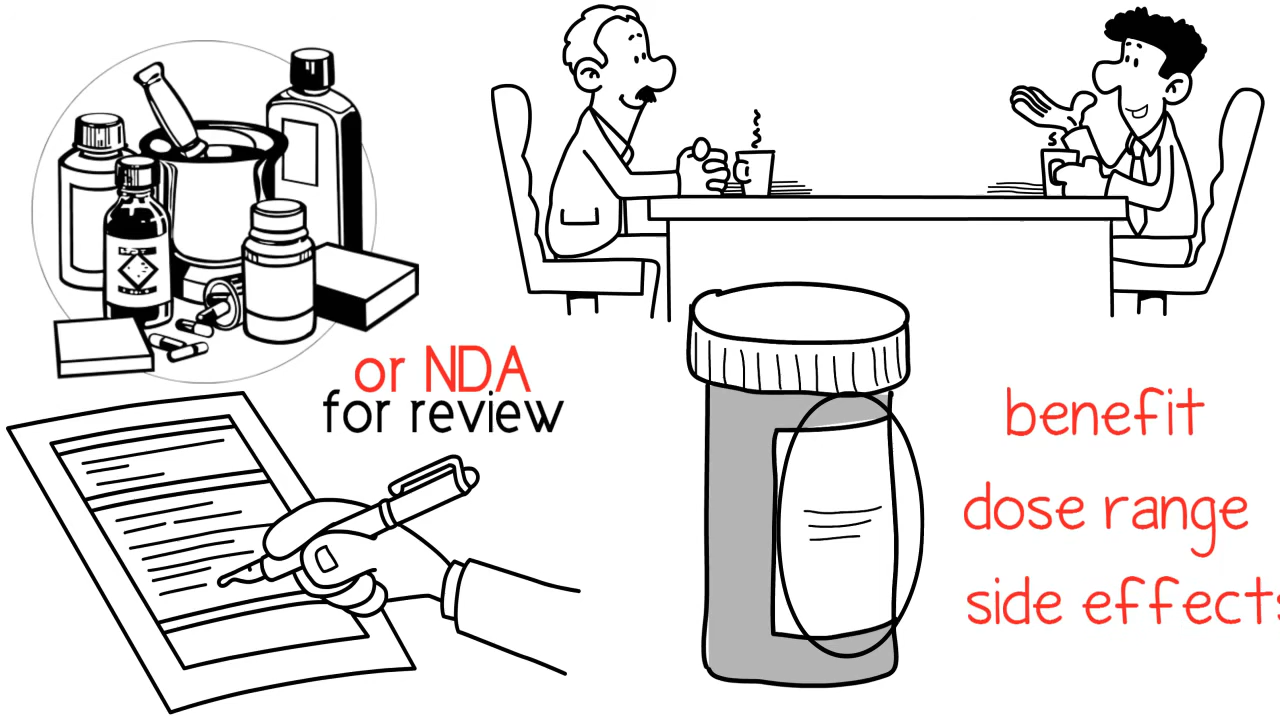 or NDA
for review
benefit
dose range
side effects